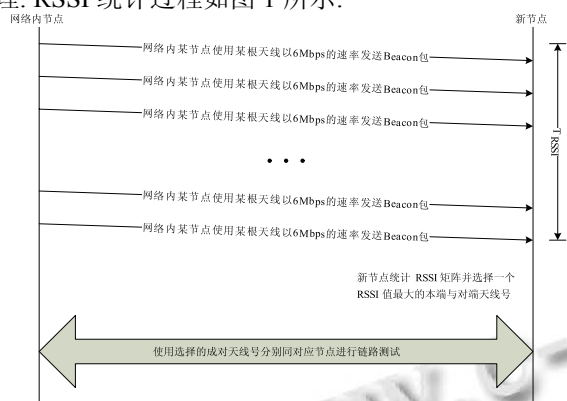 理. RSSI 统计过程如图 1 所示.
网络内节点
新节点
网络内某节点使用某根天线以6Mbps的速率发送Beacon包
网络内某节点使用某根天线以6Mbps的速率发送Beacon包
网络内某节点使用某根天线以6Mbps的速率发送Beacon包
T RSSI
• • •
网络内某节点使用某根天线以6Mbps的速率发送Beacon包
网络内某节点使用某根天线以6Mbps的速率发送Beacon包
新节点统计 RSSI 矩阵并选择一个
RSSI 值最大的本端与对端天线号
使用选择的成对天线号分别同对应节点进行链路测试